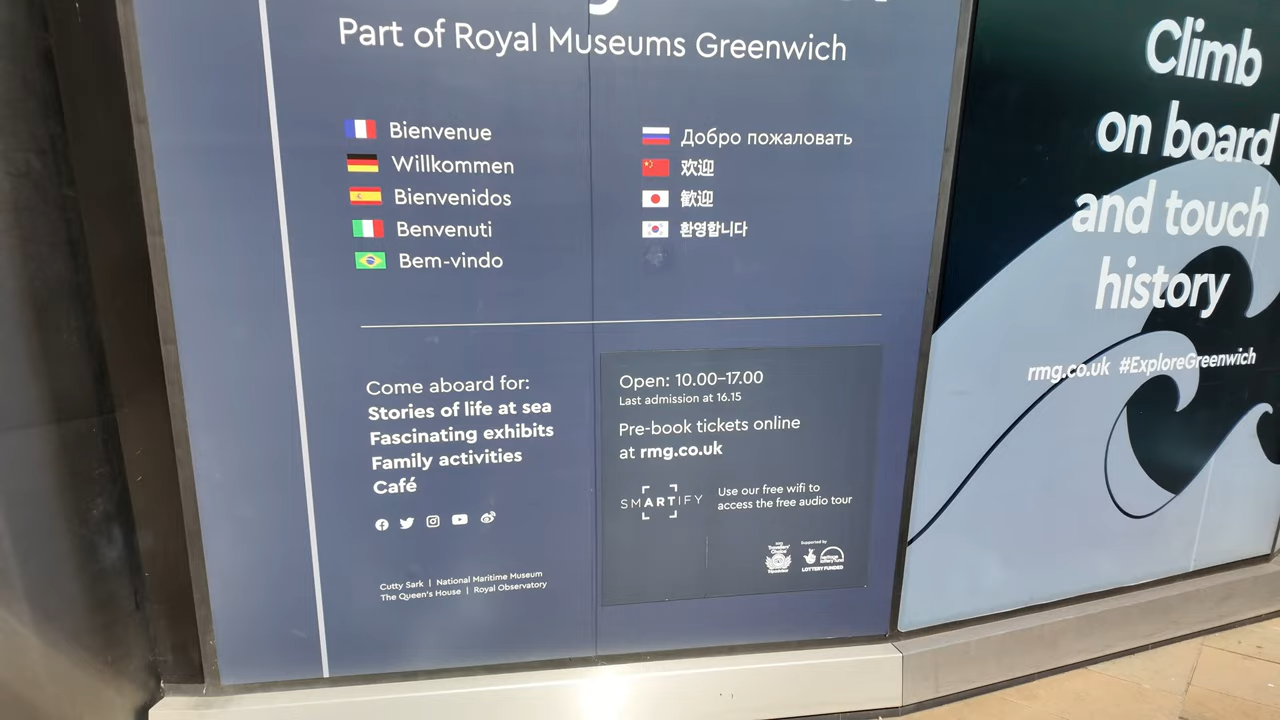 Part of Royal Museums Greenwich
Bienvenue
Willkommen
Bienvenidos
Benvenuti
Bem-vindo
Добро пожаловать
欢迎
歓迎
환영합니다
Come aboard for:
Stories of life at sea
Fascinating exhibits
Family activities
Café
Cutty Sark | National Maritime Museum
The Queen's House | Royal Observatory
Open: 10.00–17.00
Last admission at 16.15
Pre-book tickets online
at rmg.co.uk
SMARTIFY
Use our free wifi to
access the free audio tour
Supported by
LOTTERY FUNDED
Climb
on board
and touch
history
rmg.co.uk #ExploreGreenwich